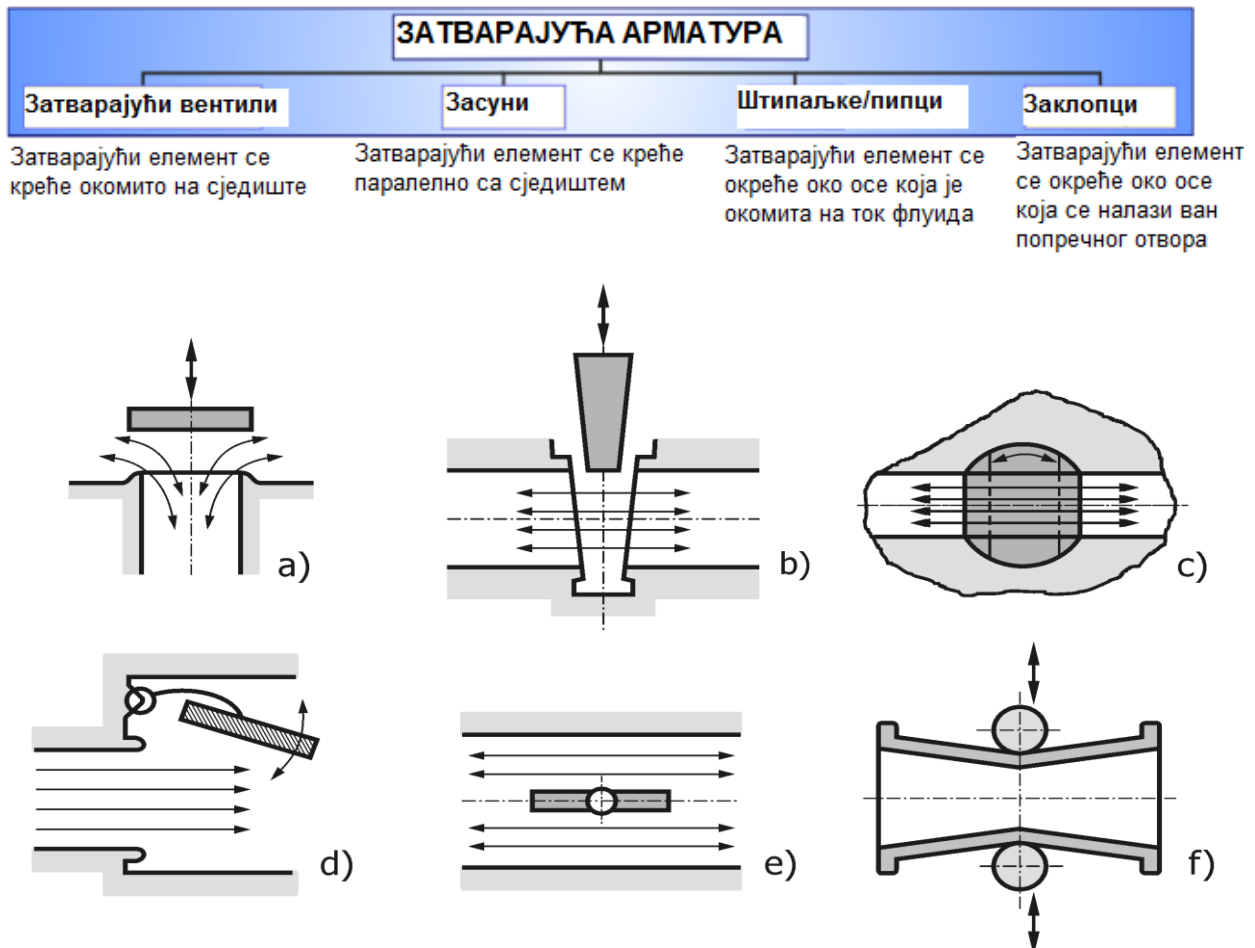 ЗАТВАРАЈУЋА АРМАТУРА
Затварајући вентили
Засуни
Штипаљке/пипци
Заклопци
Затварајући елемент се
креће окомито на сједиште
Затварајући елемент се креће
паралелно са сједиштем
Затварајући елемент се
окреће око осе која је
окомита на ток флуида
Затварајући елемент
се окреће око осе
која се налази ван
попречног отвора
a)
b)
c)
d)
e)
f)